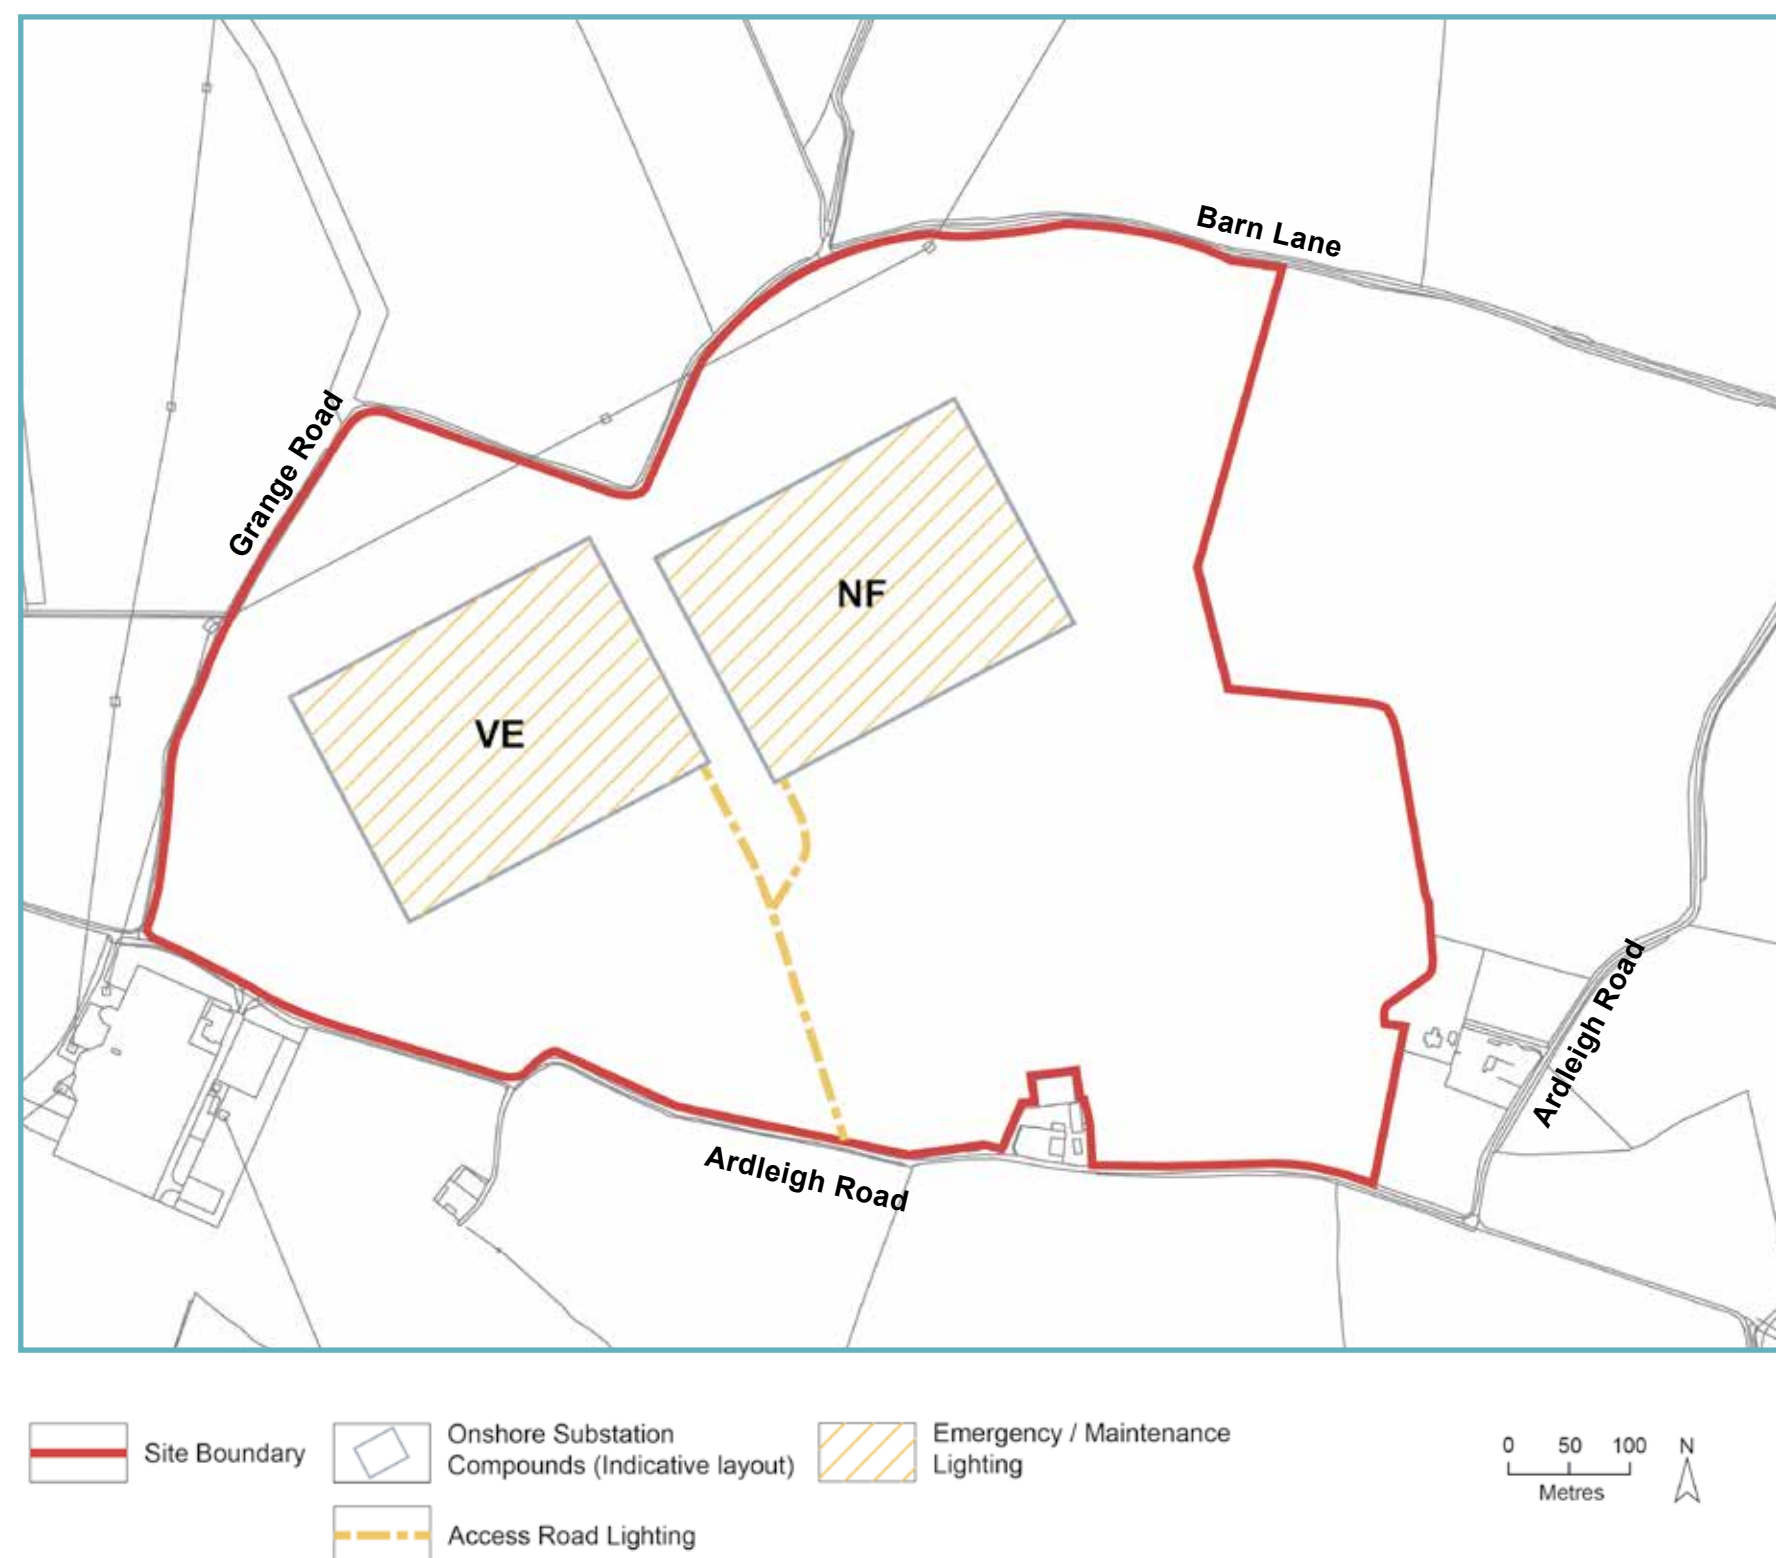 Barn Lane
Grange Road
NF
VE
Ardleigh Road
Ardleigh Road
Site Boundary
Onshore Substation
Compounds (Indicative layout)
Emergency / Maintenance
Lighting
Access Road Lighting
0 50 100
Metres
N